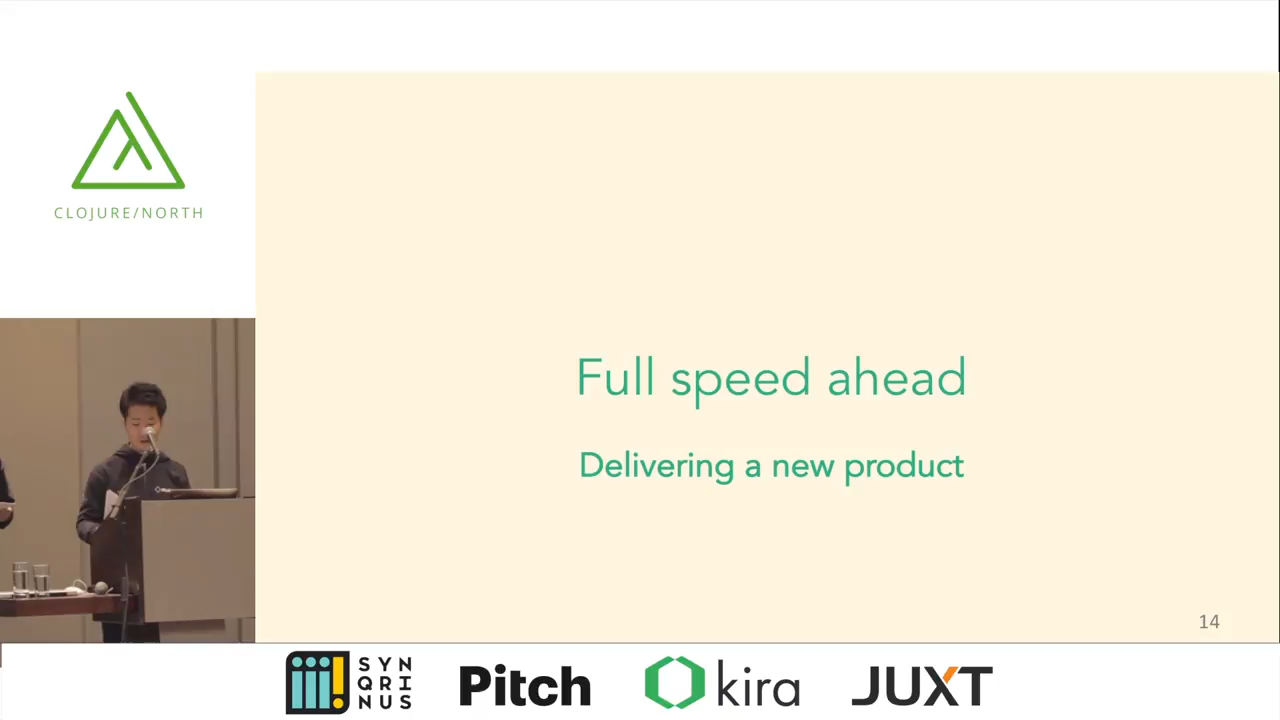 CLOJURE/NORTH
Full speed ahead
Delivering a new product
14
SYN
QRI
NUS
Pitch
kira
JUXT